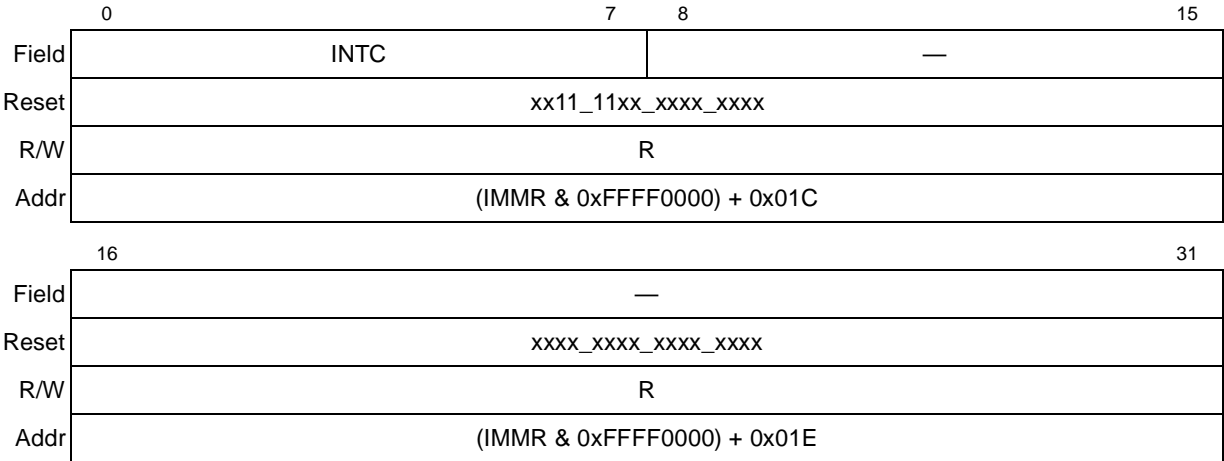 0 7 8 15
Field INTC —
Reset xx11_11xx_xxxx_xxxx
R/W R
Addr (IMMR & 0xFFFF0000) + 0x01C
16 31
Field —
Reset xxxx_xxxx_xxxx_xxxx
R/W R
Addr (IMMR & 0xFFFF0000) + 0x01E